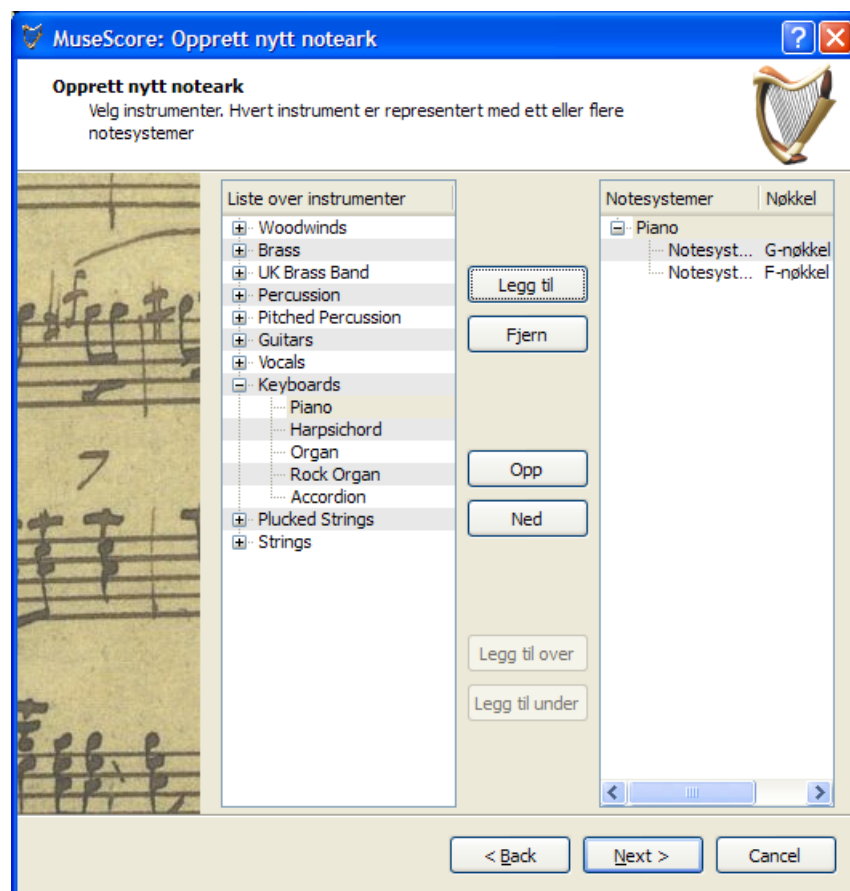 MuseScore: Opprett nytt noteark
Opprett nytt noteark
Velg instrumenter. Hvert instrument er representert med ett eller flere
notesystemer
Liste over instrumenter
Woodwinds
Brass
UK Brass Band
Percussion
Pitched Percussion
Guitars
Vocals
Keyboards
Piano
Harpsichord
Organ
Rock Organ
Accordion
Plucked Strings
Strings
Legg til
Fjern
Opp
Ned
Legg til over
Legg til under
Notesystemer Nøkkel
Piano
Notesyst... G-nøkkel
Notesyst... F-nøkkel
< Back Next > Cancel